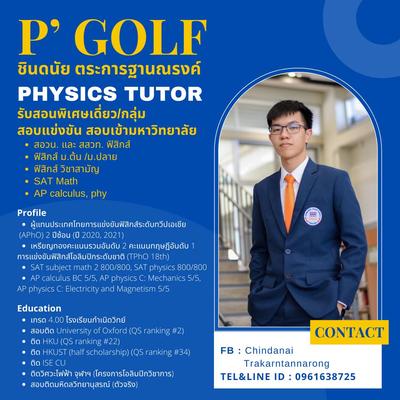 P' GOLF
ชินดนัย ตระการฐานณรงค์
PHYSICS TUTOR
รับสอนพิเศษเดี่ยว/กลุ่ม
สอบแข่งขัน สอบเข้ามหาวิทยาลัย
• สอวน. และ สสวท. ฟิสิกส์
• ฟิสิกส์ ม.ต้น /ม.ปลาย
• ฟิสิกส์ วิชาสามัญ
• SAT Math
• AP calculus, phy
Profile
• ผู้แทนประเทศไทยการแข่งขันฟิสิกส์ระดับทวีปเอเชีย
(APhO) 2 ปีซ้อน (ปี 2020, 2021)
• เหรียญทองคะแนนรวมอันดับ 2 คะแนนทฤษฎีอันดับ 1
การแข่งขันฟิสิกส์โอลิมปิกระดับชาติ (TPhO 18th)
• SAT subject math 2 800/800, SAT physics 800/800
• AP calculus BC 5/5, AP physics C: Mechanics 5/5,
AP physics C: Electricity and Magnetism 5/5
Education
• เกรด 4.00 โรงเรียนกำเนิดวิทย์
• สอบติด University of Oxford (QS ranking #2)
• ติด HKU (QS ranking #22)
• ติด HKUST (half scholarship) (QS ranking #34)
• ติด ISE CU
• ติดวิศวะไฟฟ้า จุฬาฯ (โครงการโอลิมปิกวิชาการ)
• สอบติดมหิดลวิทยานุสรณ์ (ตัวจริง)
CONTACT
FB : Chindanai
Trakarntannarong
TEL&LINE ID : 0961638725